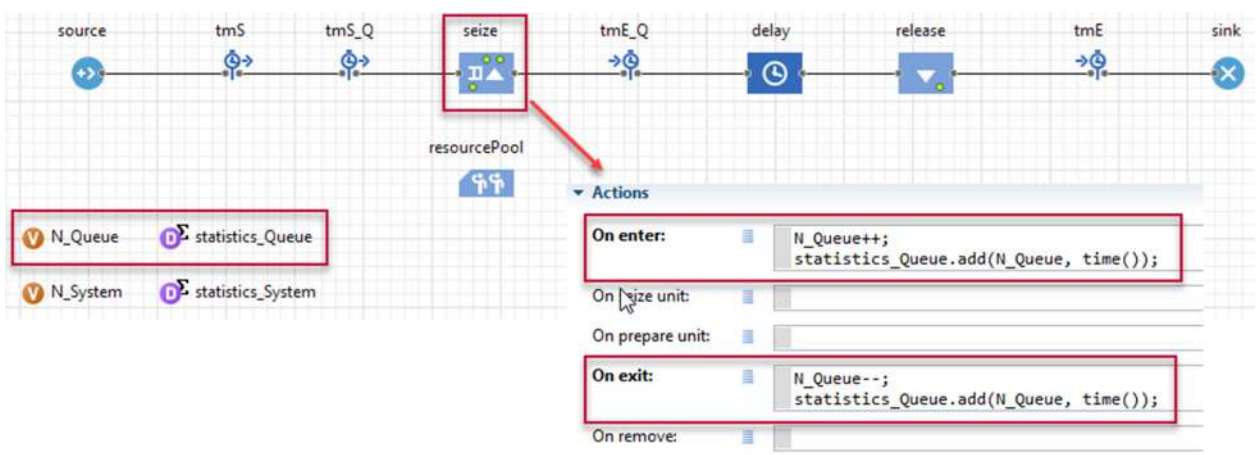 source tmS tmS_Q seize tmE_Q delay release tmE sink
resourcePool
Actions
N_Queue statistics_Queue
On enter: N_Queue++;
statistics_Queue.add(N_Queue, time());
N_System statistics_System
On seize unit:
On prepare unit:
On exit: N_Queue--;
statistics_Queue.add(N_Queue, time());
On remove: